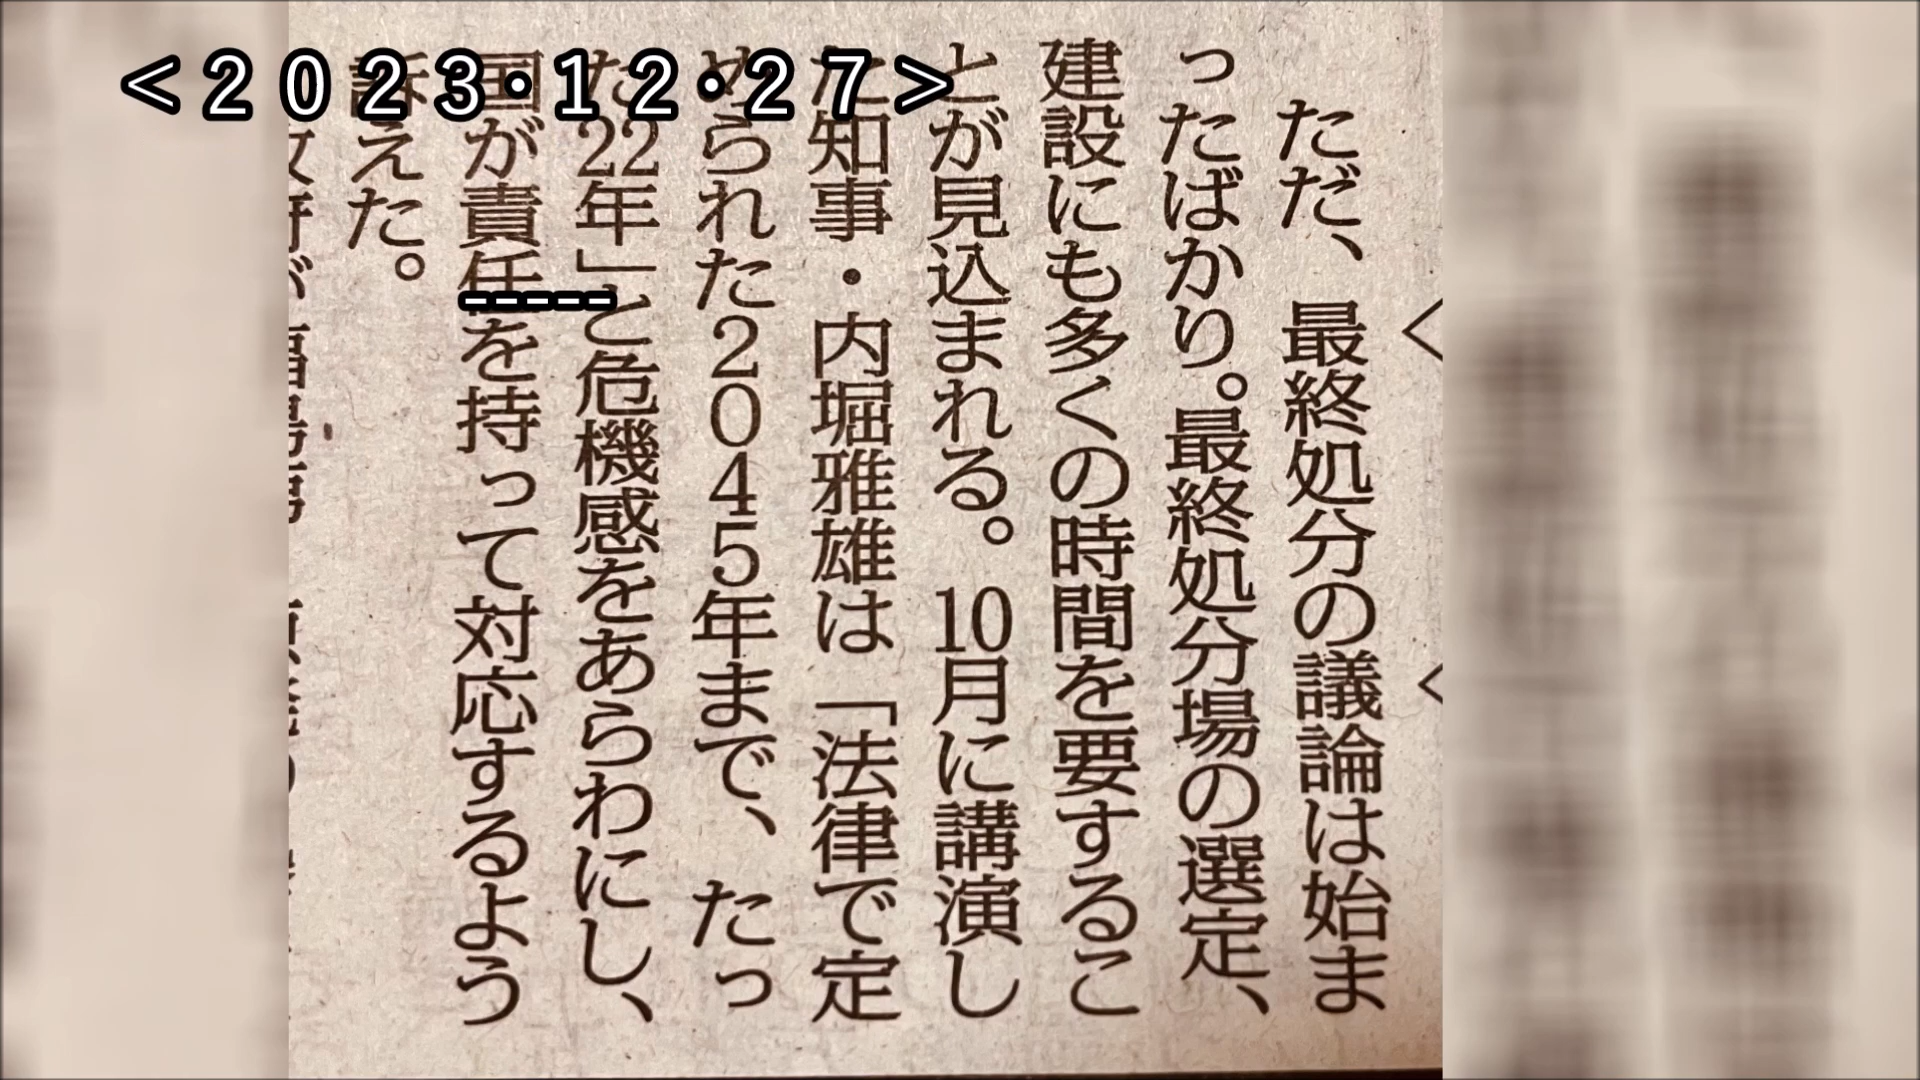 <2023・12・27>
ただ、最終処分の議論は始ま
ったばかり。最終処分場の選定、
建設にも多くの時間を要するこ
とが見込まれる。10月に講演し
た知事・内堀雅雄は「法律で定
められた2045年まで、たっ
た22年」と危機感をあらわにし、
国が責任を持って対応するよう
訴えた。